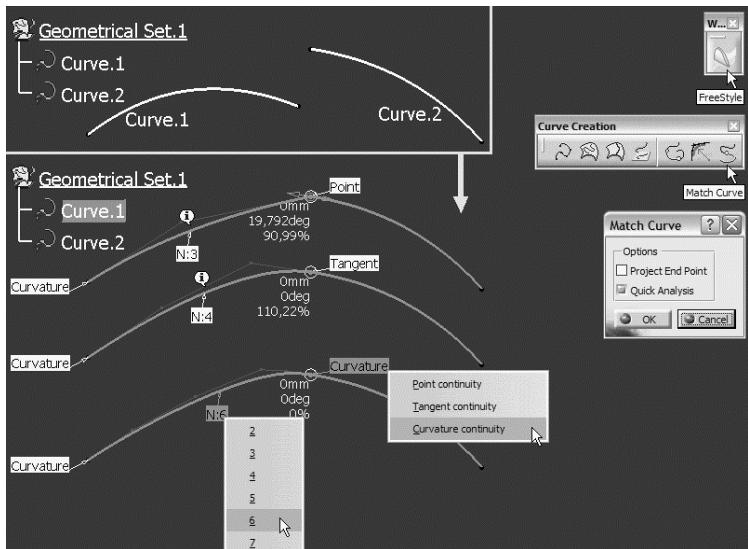 Geometrical Set.1
Curve.1
Curve.2
Curve.1
Curve.2
W...
FreeStyle
Curve Creation
Match Curve
Geometrical Set.1
Curve.1
Curve.2
Point
0mm
19,792deg
90,99%
N:3
Curvature
Tangent
0mm
0deg
110,22%
N:4
Curvature
Curvature
0mm
0deg
0%
N:6
Curvature
Point continuity
Tangent continuity
Curvature continuity
2
3
4
5
6
7
Match Curve
Options
Project End Point
Quick Analysis
OK
Cancel